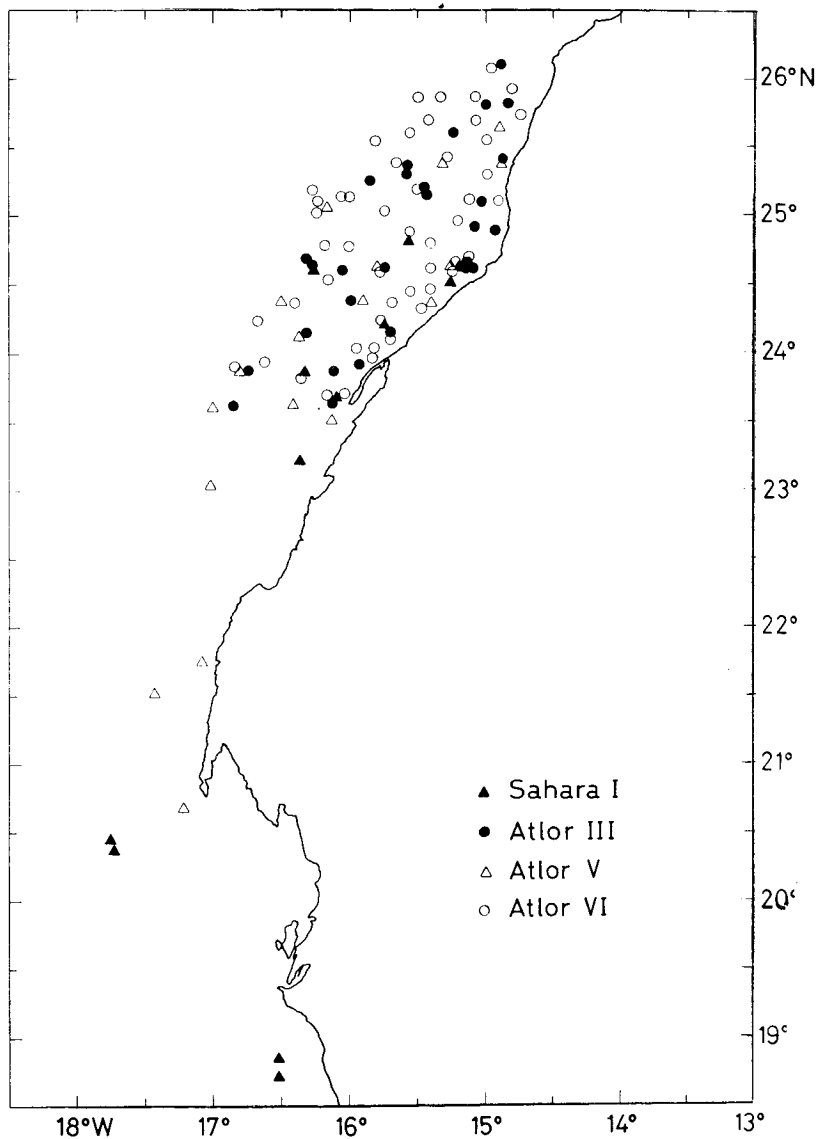 26°N
25°
24°
23°
22°
21°
20°
19°
▲ Sahara I
● Atlor III
△ Atlor V
○ Atlor VI
18°W 17° 16° 15° 14° 13°